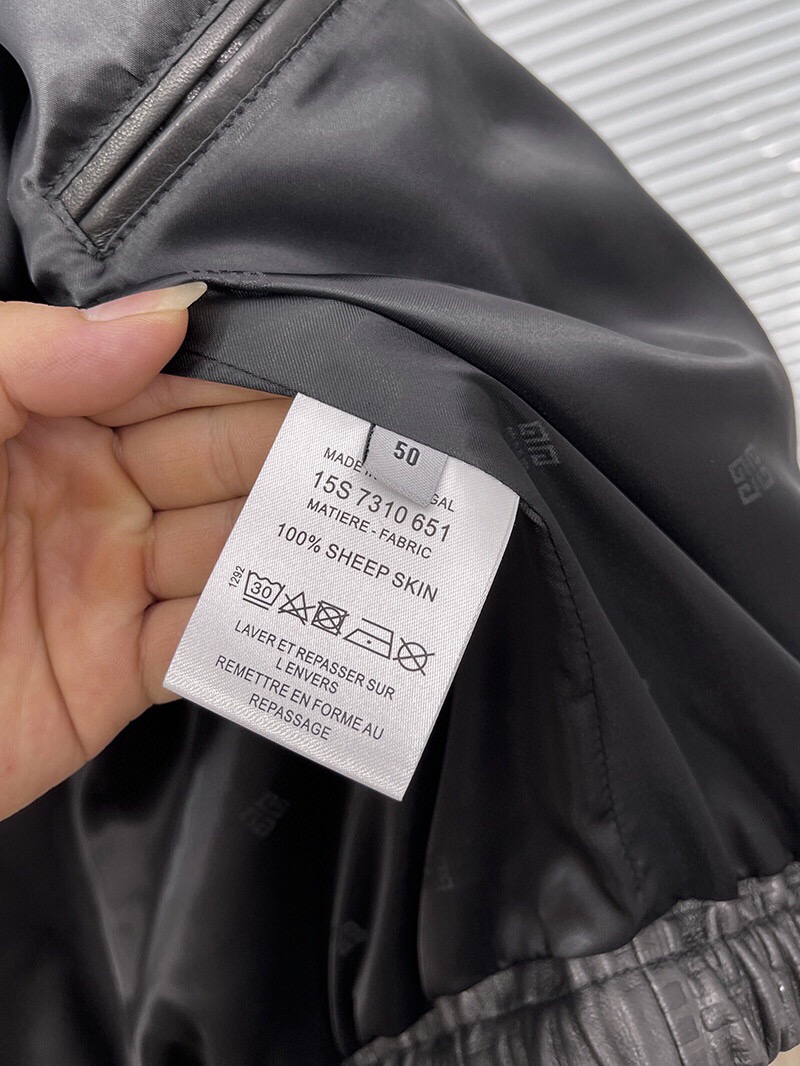 50
MADE
15S 7310 651
MATIERE - FABRIC
100% SHEEP SKIN
1292
30
LAVER ET REPASSER SUR
L ENVERS
REMETTRE EN FORME AU
REPASSAGE